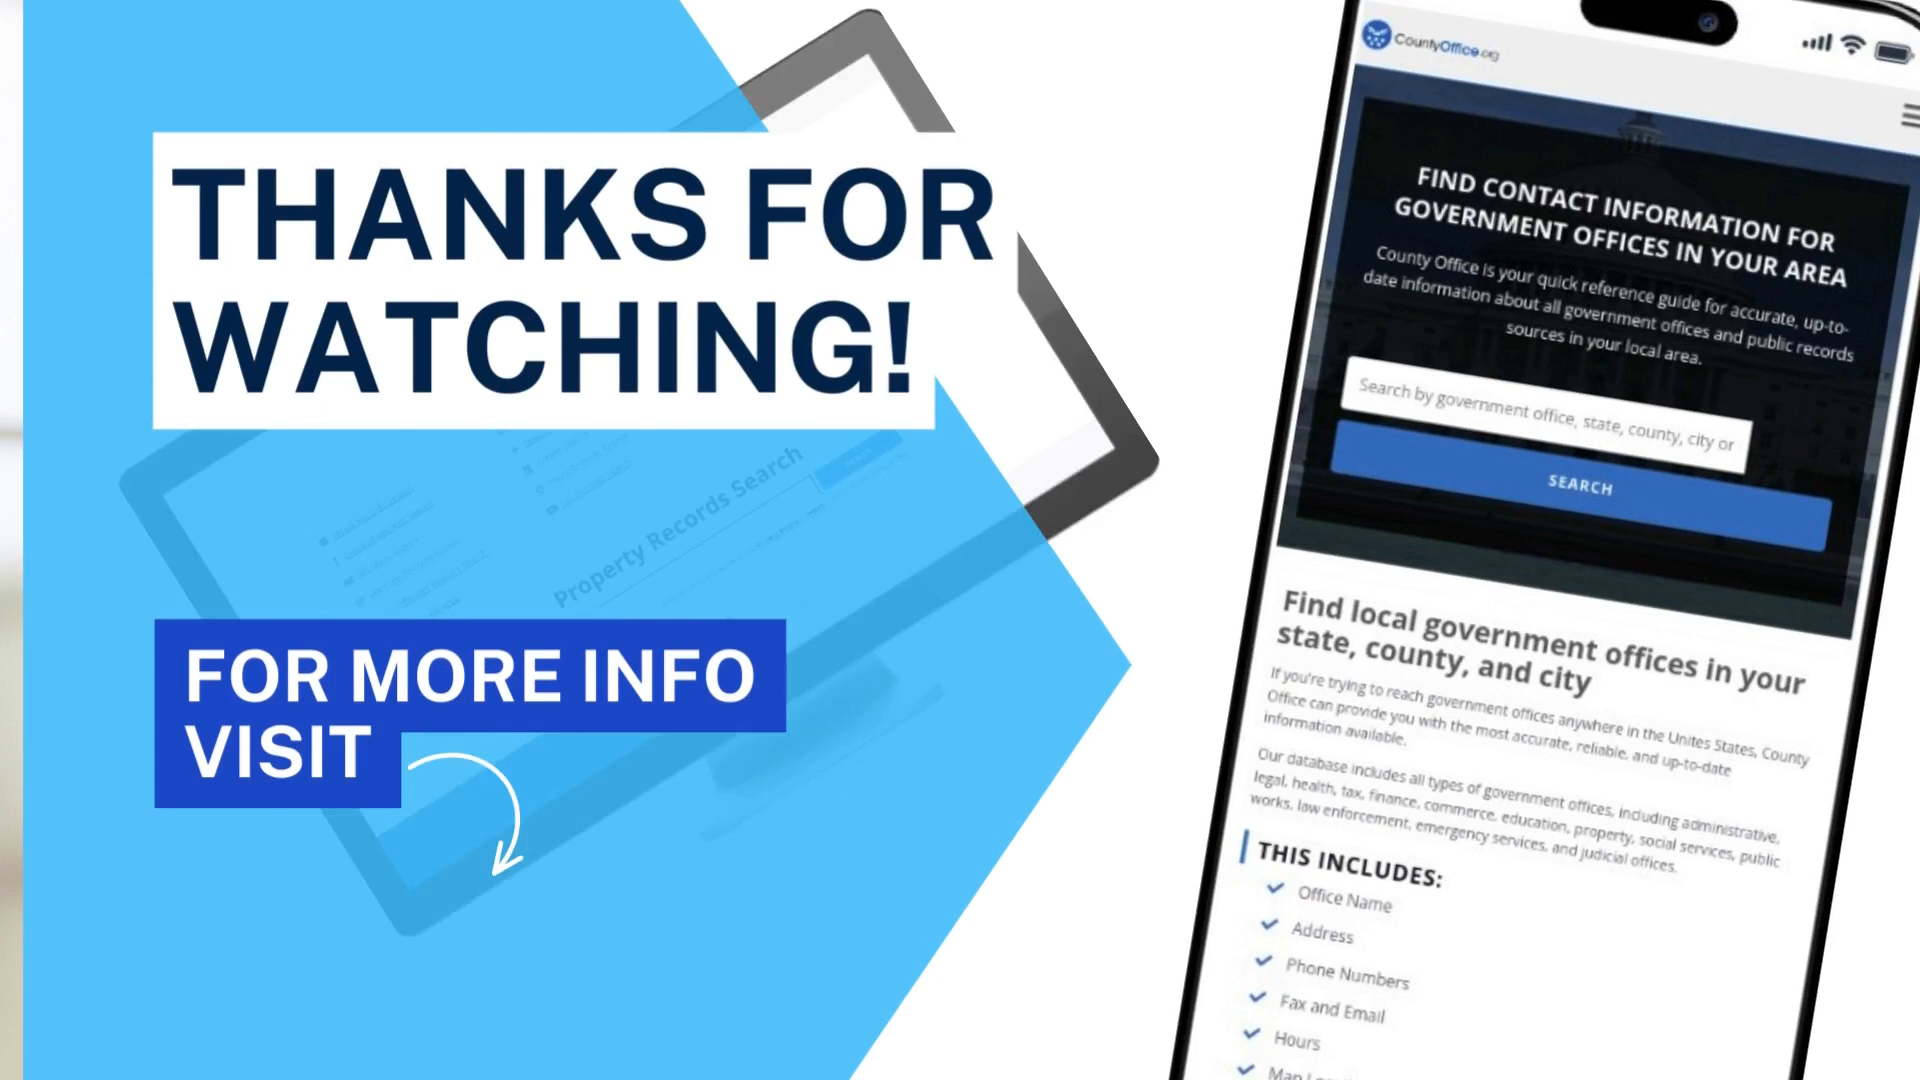 THANKS FOR
WATCHING!
Property Records Search
FOR MORE INFO
VISIT
CountyOffice.org
FIND CONTACT INFORMATION FOR
GOVERNMENT OFFICES IN YOUR AREA
County Office is your quick reference guide for accurate, up-to-
date information about all government offices and public records
sources in your local area.
Search by government office, state, county, city or
SEARCH
Find local government offices in your
state, county, and city
If you're trying to reach government offices anywhere in the Unites States, County
Office can provide you with the most accurate, reliable, and up-to-date
information available.
Our database includes all types of government offices, including administrative,
legal, health, tax, finance, commerce, education, property, social services, public
works, law enforcement, emergency services, and judicial offices.
THIS INCLUDES:
Office Name
Address
Phone Numbers
Fax and Email
Hours
Map